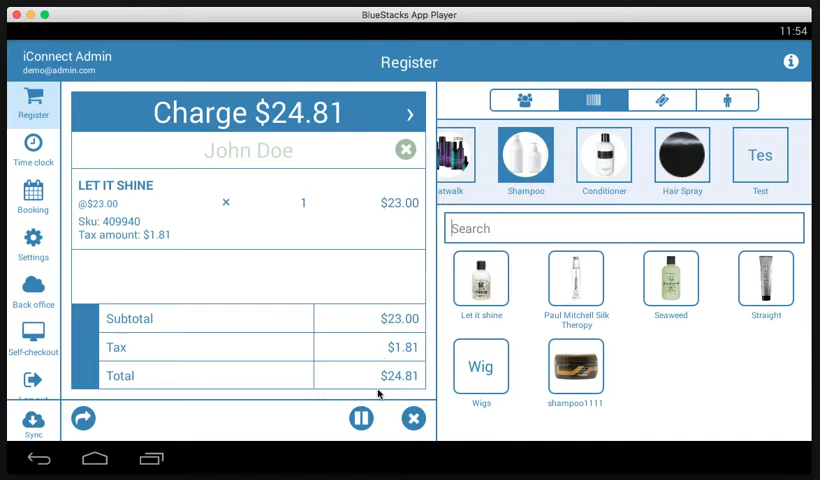 BlueStacks App Player
11:54
iConnect Admin
demo@admin.com
Register
Register
Time clock
Booking
Settings
Back office
Self-checkout
Sync
Charge $24.81 ›
John Doe
LET IT SHINE
@$23.00 × 1 $23.00
Sku: 409940
Tax amount: $1.81
Subtotal $23.00
Tax $1.81
Total $24.81
atwalk
Shampoo
Conditioner
Hair Spray
Tes
Test
Search
Let it shine
Paul Mitchell Silk
Theropy
Seaweed
Straight
Wig
Wigs
shampoo1111